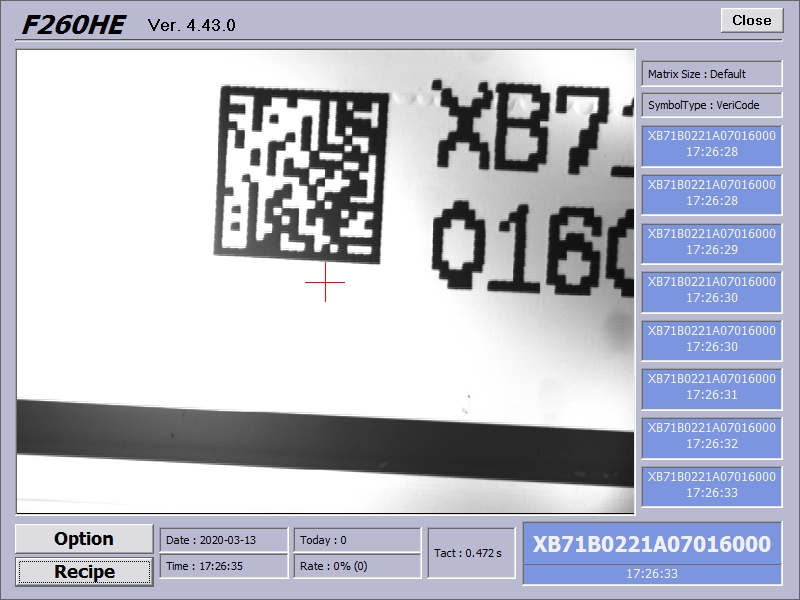 F260HE Ver. 4.43.0
Close
XB71
016
Matrix Size : Default
SymbolType : VeriCode
XB71B0221A07016000
17:26:28
XB71B0221A07016000
17:26:28
XB71B0221A07016000
17:26:29
XB71B0221A07016000
17:26:30
XB71B0221A07016000
17:26:30
XB71B0221A07016000
17:26:31
XB71B0221A07016000
17:26:32
XB71B0221A07016000
17:26:33
Option
Recipe
Date : 2020-03-13
Time : 17:26:35
Today : 0
Rate : 0% (0)
Tact : 0.472 s
XB71B0221A07016000
17:26:33